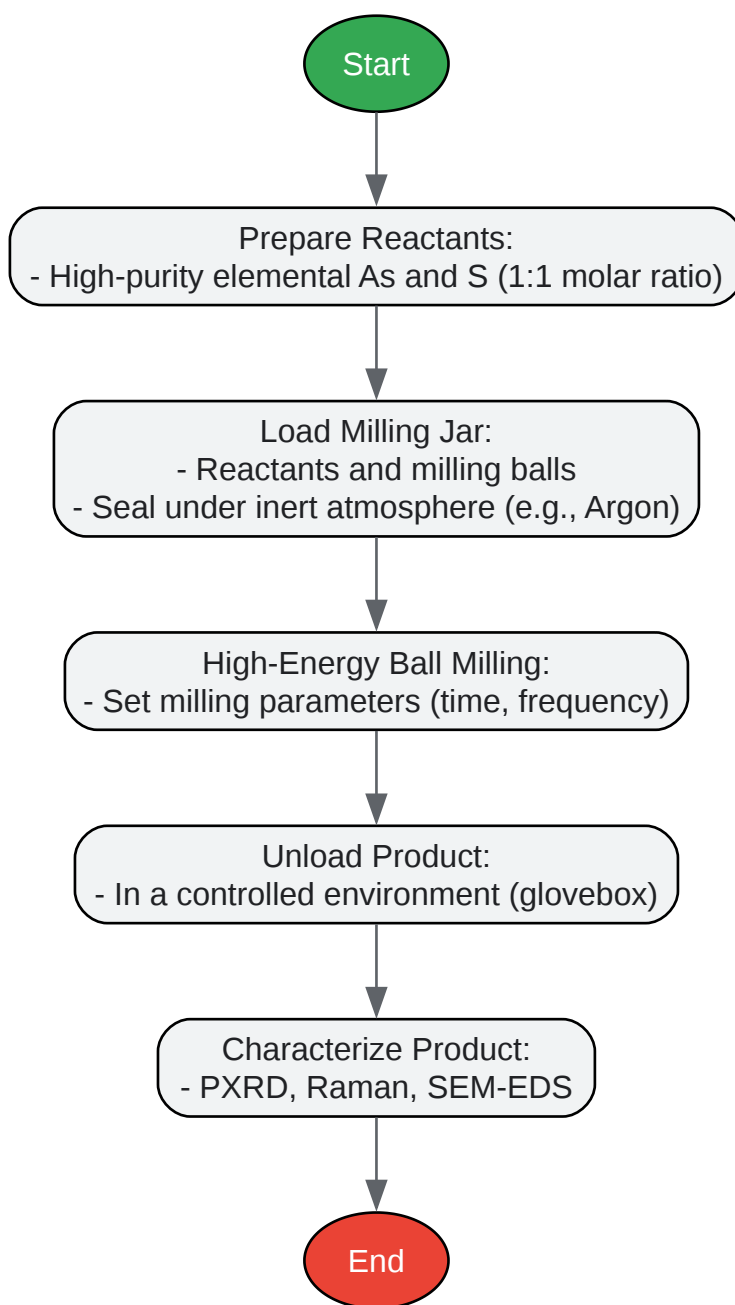 Start
Prepare Reactants:
- High-purity elemental As and S (1:1 molar ratio)
Load Milling Jar:
- Reactants and milling balls
- Seal under inert atmosphere (e.g., Argon)
High-Energy Ball Milling:
- Set milling parameters (time, frequency)
Unload Product:
- In a controlled environment (glovebox)
Characterize Product:
- PXRD, Raman, SEM-EDS
End